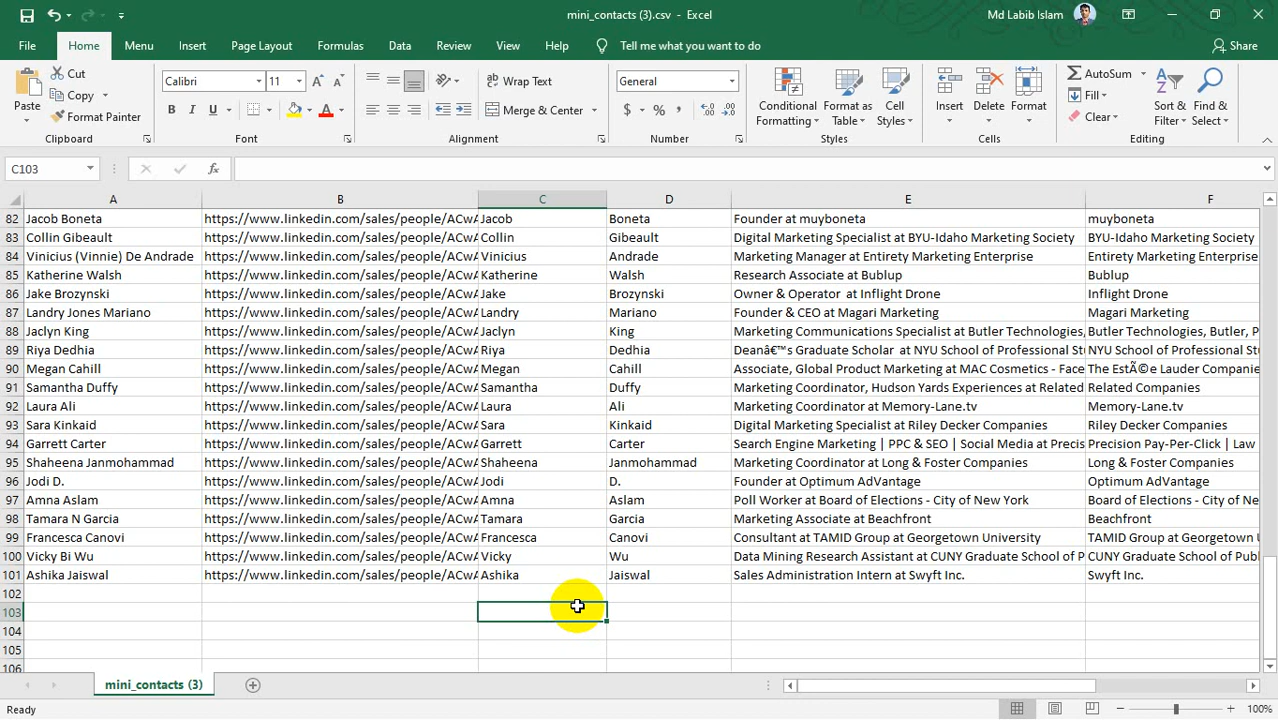 mini_contacts (3).csv - Excel
Md Labib Islam
File Home Menu Insert Page Layout Formulas Data Review View Help Tell me what you want to do Share
Paste Cut Copy Format Painter Clipboard
Calibri 11 B I U A Font
Wrap Text Merge & Center Alignment
General $ % Number
Conditional Formatting Format as Table Cell Styles Styles
Insert Delete Format Cells
AutoSum Fill Clear Sort & Filter Find & Select Editing
C103 fx
A B C D E F
82 Jacob Boneta https://www.linkedin.com/sales/people/ACwA Jacob Boneta Founder at muyboneta muyboneta
83 Collin Gibeault https://www.linkedin.com/sales/people/ACwA Collin Gibeault Digital Marketing Specialist at BYU-Idaho Marketing Society BYU-Idaho Marketing Society
84 Vinicius (Vinnie) De Andrade https://www.linkedin.com/sales/people/ACwA Vinicius Andrade Marketing Manager at Entirety Marketing Enterprise Entirety Marketing Enterprise
85 Katherine Walsh https://www.linkedin.com/sales/people/ACwA Katherine Walsh Research Associate at Bublup Bublup
86 Jake Brozynski https://www.linkedin.com/sales/people/ACwA Jake Brozynski Owner & Operator at Inflight Drone Inflight Drone
87 Landry Jones Mariano https://www.linkedin.com/sales/people/ACwA Landry Mariano Founder & CEO at Magari Marketing Magari Marketing
88 Jaclyn King https://www.linkedin.com/sales/people/ACwA Jaclyn King Marketing Communications Specialist at Butler Technologies, Butler Technologies, Butler, P
89 Riya Dedhia https://www.linkedin.com/sales/people/ACwA Riya Dedhia Deanâ€™s Graduate Scholar at NYU School of Professional Stu NYU School of Professional Stu
90 Megan Cahill https://www.linkedin.com/sales/people/ACwA Megan Cahill Associate, Global Product Marketing at MAC Cosmetics - Face The EstÃ©e Lauder Companie
91 Samantha Duffy https://www.linkedin.com/sales/people/ACwA Samantha Duffy Marketing Coordinator, Hudson Yards Experiences at Related Related Companies
92 Laura Ali https://www.linkedin.com/sales/people/ACwA Laura Ali Marketing Coordinator at Memory-Lane.tv Memory-Lane.tv
93 Sara Kinkaid https://www.linkedin.com/sales/people/ACwA Sara Kinkaid Digital Marketing Specialist at Riley Decker Companies Riley Decker Companies
94 Garrett Carter https://www.linkedin.com/sales/people/ACwA Garrett Carter Search Engine Marketing | PPC & SEO | Social Media at Precis Precision Pay-Per-Click | Law
95 Shaheena Janmohammad https://www.linkedin.com/sales/people/ACwA Shaheena Janmohammad Marketing Coordinator at Long & Foster Companies Long & Foster Companies
96 Jodi D. https://www.linkedin.com/sales/people/ACwA Jodi D. Founder at Optimum AdVantage Optimum AdVantage
97 Amna Aslam https://www.linkedin.com/sales/people/ACwA Amna Aslam Poll Worker at Board of Elections - City of New York Board of Elections - City of Ne
98 Tamara N Garcia https://www.linkedin.com/sales/people/ACwA Tamara Garcia Marketing Associate at Beachfront Beachfront
99 Francesca Canovi https://www.linkedin.com/sales/people/ACwA Francesca Canovi Consultant at TAMID Group at Georgetown University TAMID Group at Georgetown
100 Vicky Bi Wu https://www.linkedin.com/sales/people/ACwA Vicky Wu Data Mining Research Assistant at CUNY Graduate School of P CUNY Graduate School of Publ
101 Ashika Jaiswal https://www.linkedin.com/sales/people/ACwA Ashika Jaiswal Sales Administration Intern at Swyft Inc. Swyft Inc.
102
103
104
105
106
mini_contacts (3)
Ready 100%